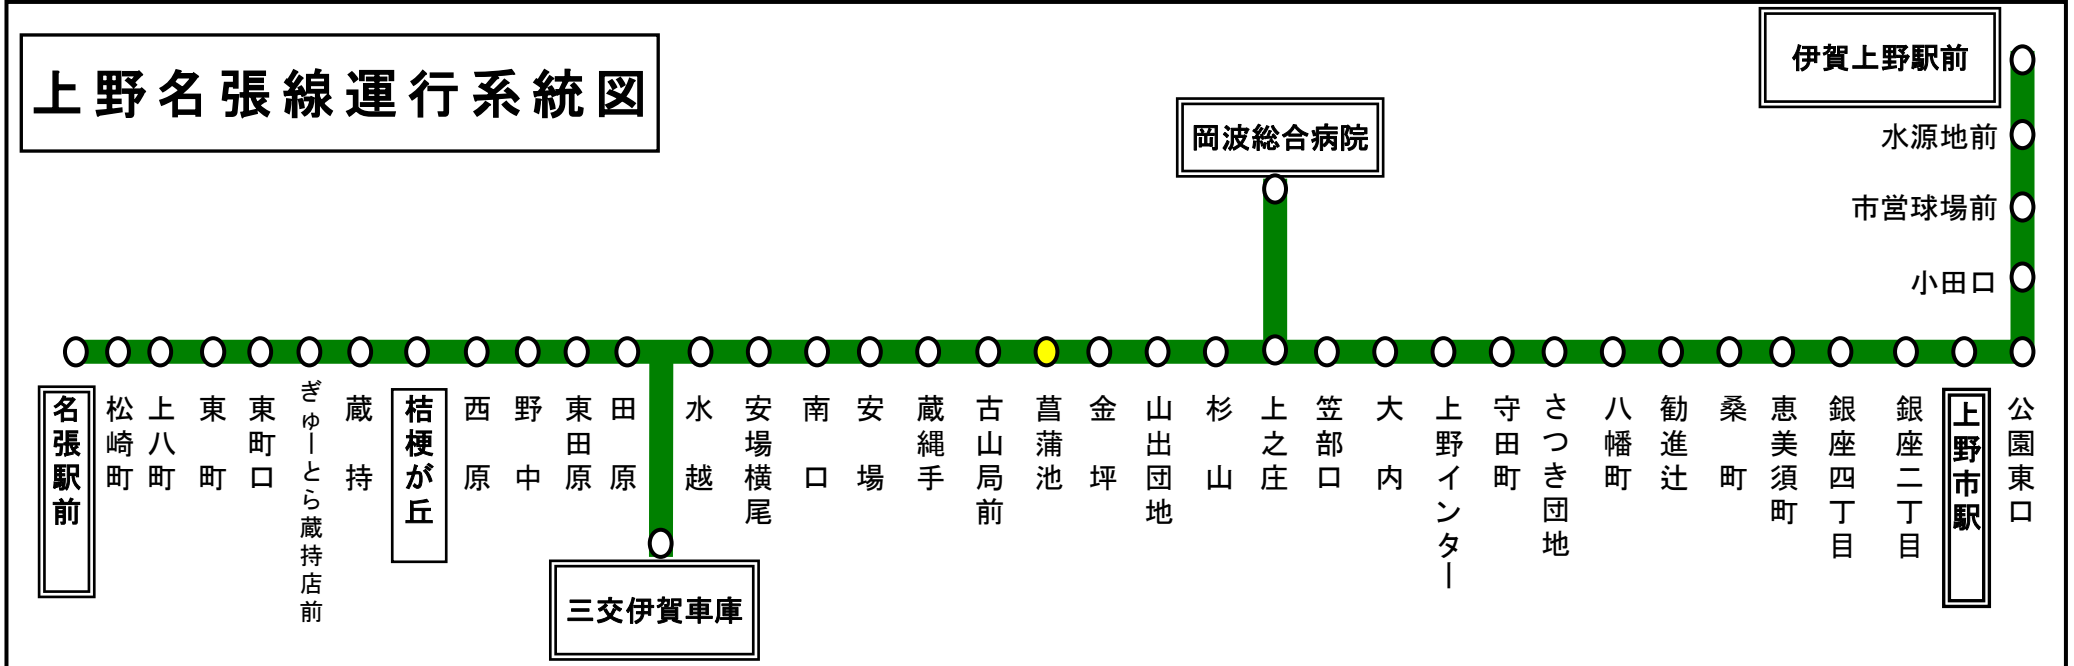 上野名張線運行系統図
伊賀上野駅前
岡波総合病院
水源地前
市営球場前
小田口
名張駅前
松崎町
上八町
東町
東町口
ぎゅーとら蔵持店前
蔵持
桔梗が丘
西原
野中
東田原
田原
水越
安場横尾
南口
安場
蔵縄手
古山局前
菖蒲池
金坪
山出団地
杉山
上之庄
笠部口
大内
上野インター
守田町
さつき団地
八幡町
勧進辻
桑町
恵美須町
銀座四丁目
銀座二丁目
上野市駅
公園東口
三交伊賀車庫